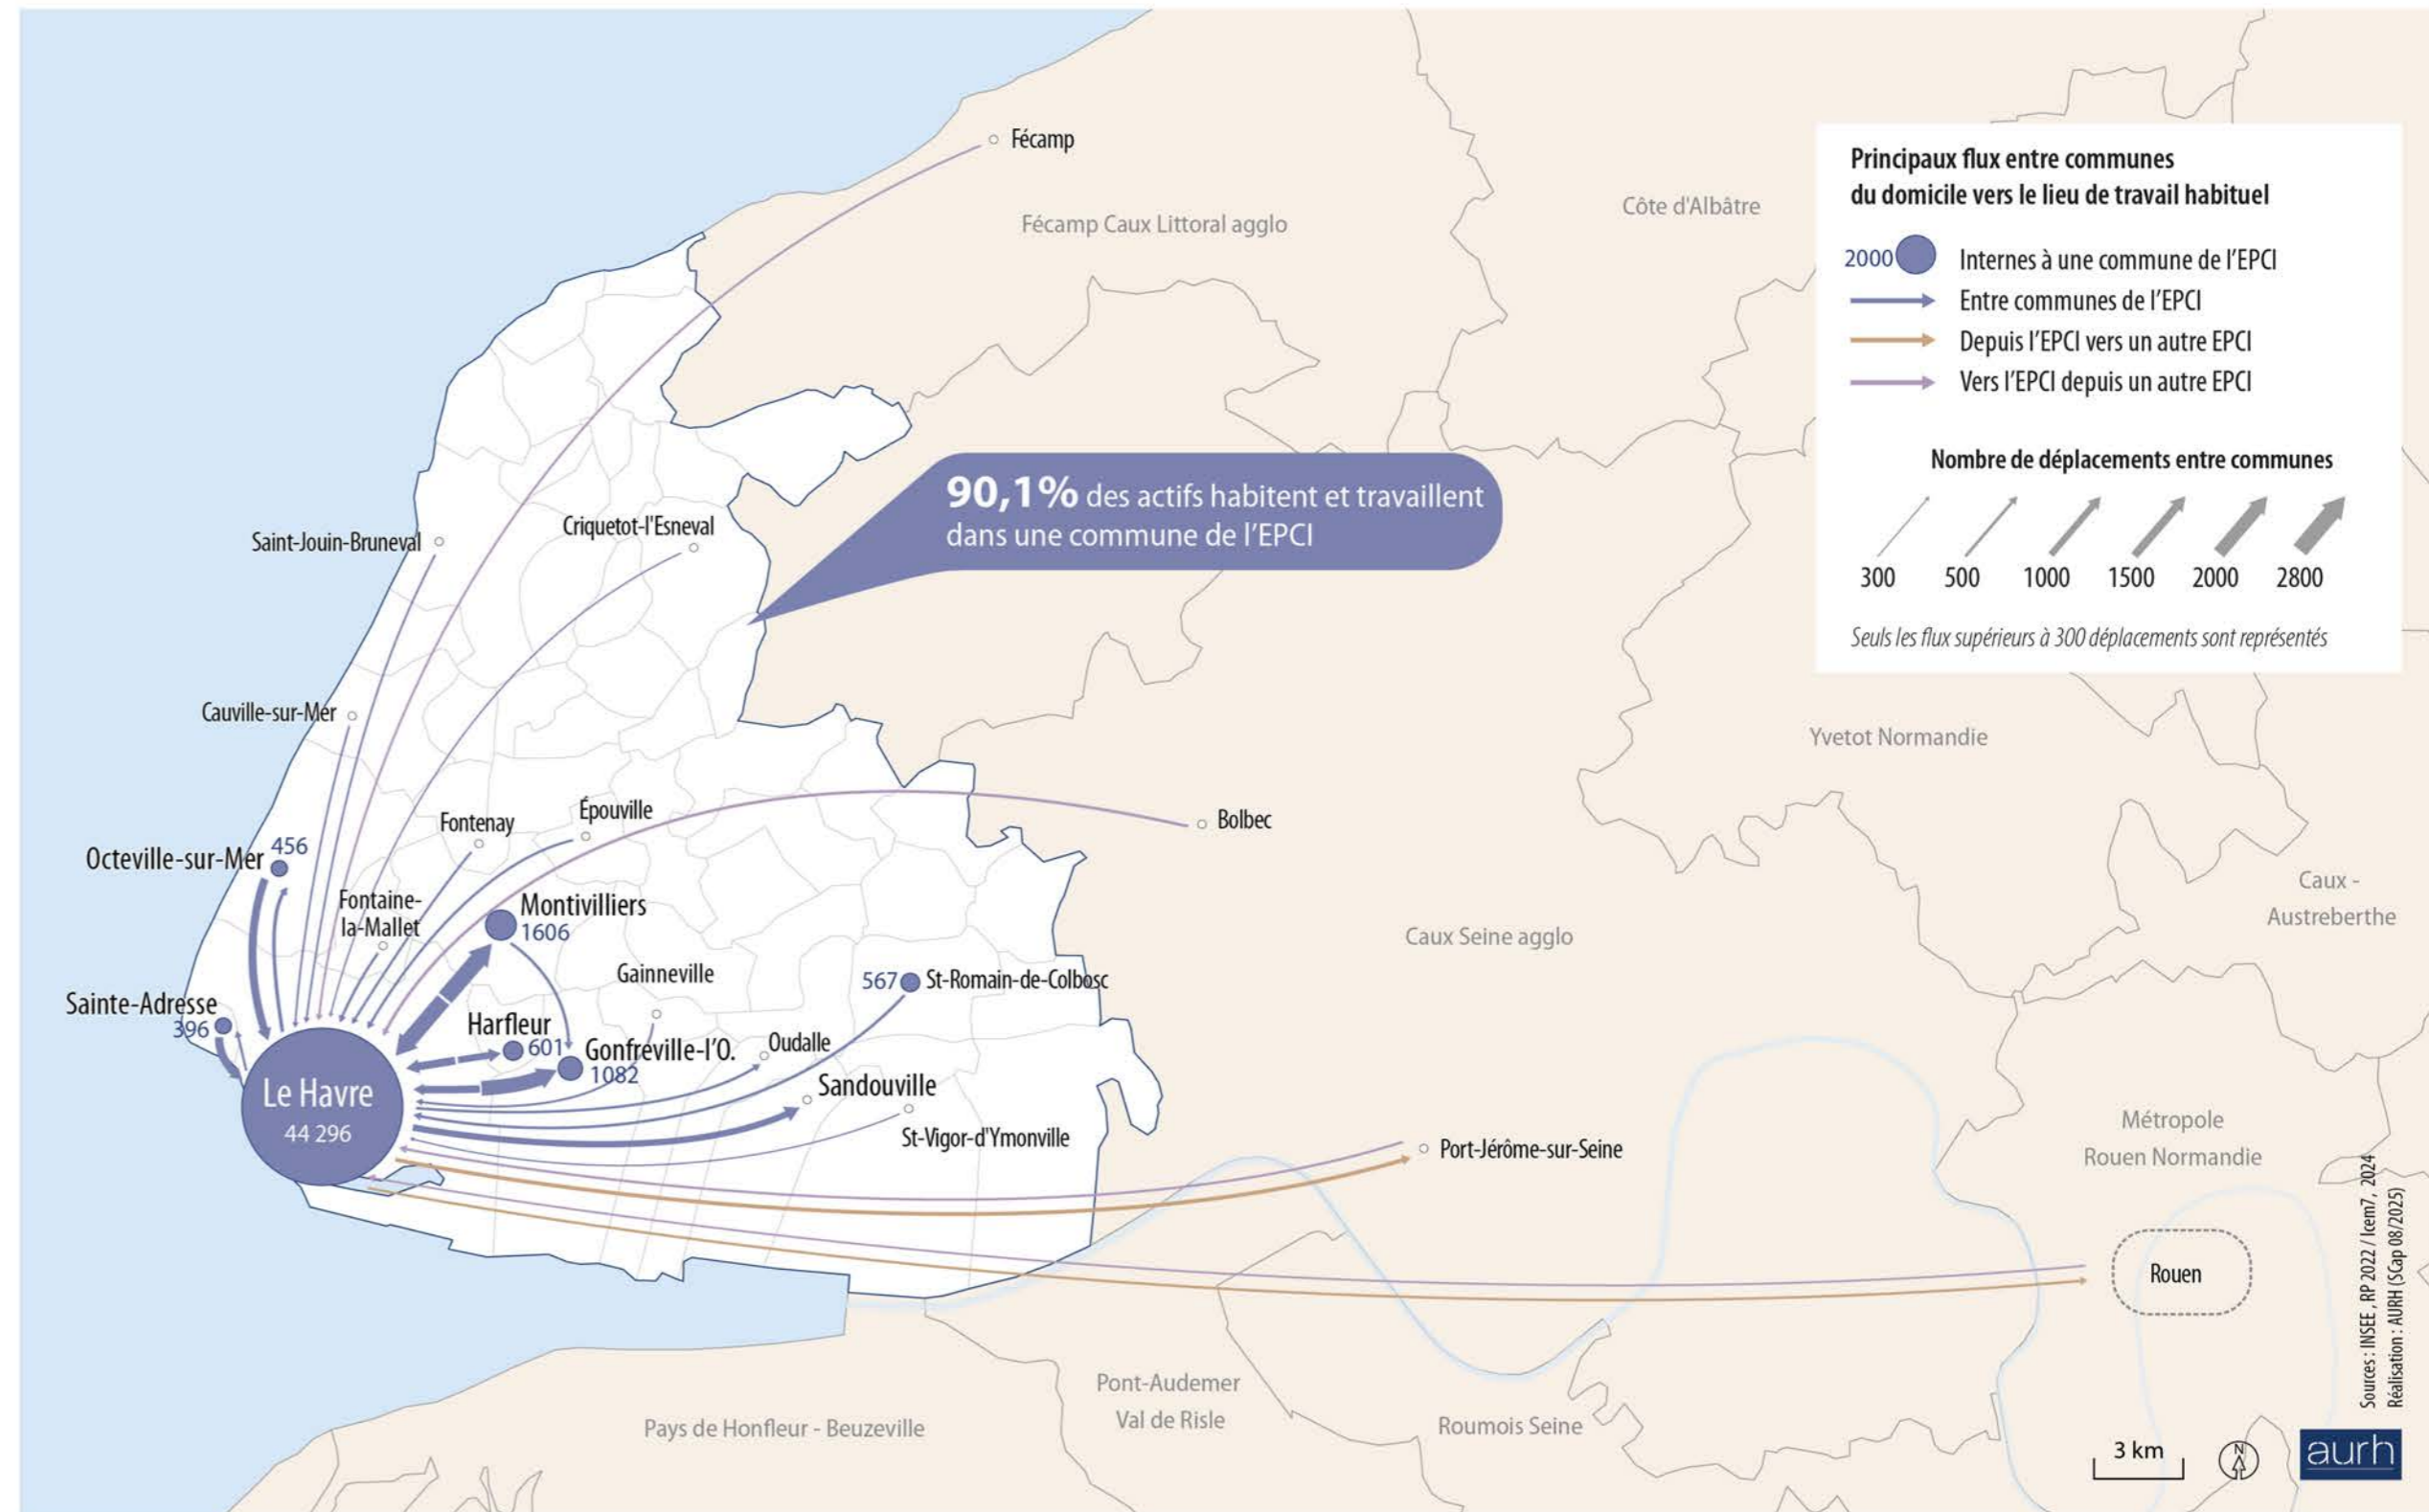 Fécamp
Fécamp Caux Littoral agglo
Côte d'Albâtre
Principaux flux entre communes
du domicile vers le lieu de travail habituel
2000
Internes à une commune de l'EPCI
Entre communes de l'EPCI
Depuis l'EPCI vers un autre EPCI
Vers l'EPCI depuis un autre EPCI
Nombre de déplacements entre communes
300 500 1000 1500 2000 2800
Seuls les flux supérieurs à 300 déplacements sont représentés
90,1% des actifs habitent et travaillent
dans une commune de l'EPCI
Saint-Jouin-Bruneval
Criquetot-l'Esneval
Cauville-sur-Mer
Yvetot Normandie
Fontenay
Épouville
Bolbec
Octeville-sur-Mer
456
Fontaine-
la-Mallet
Montivilliers
1606
Caux -
Austreberthe
Caux Seine agglo
Gainneville
567
St-Romain-de-Colbosc
Sainte-Adresse
396
Harfleur
601
Gonfreville-l'O.
1082
Oudalle
Sandouville
Le Havre
44 296
St-Vigor-d'Ymonville
Port-Jérôme-sur-Seine
Métropole
Rouen Normandie
Rouen
Pont-Audemer
Val de Risle
Pays de Honfleur - Beuzeville
Roumois Seine
Sources : INSEE , RP 2022 / Icem7, 2024
Réalisation : AURH (SCap 08/2025)
3 km
N
aurh